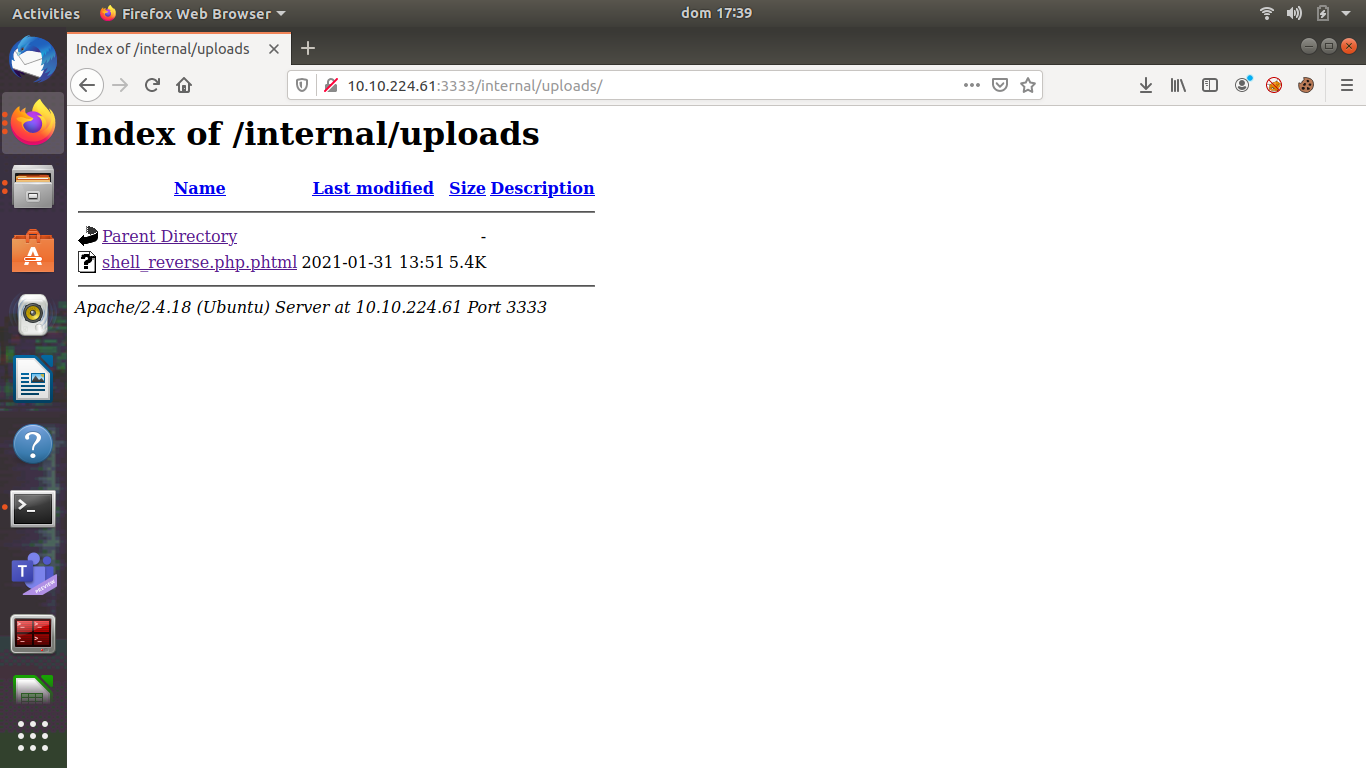 Activities Firefox Web Browser dom 17:39
Index of /internal/uploads
10.10.224.61:3333/internal/uploads/
Index of /internal/uploads
Name Last modified Size Description
Parent Directory -
shell_reverse.php.phtml 2021-01-31 13:51 5.4K
Apache/2.4.18 (Ubuntu) Server at 10.10.224.61 Port 3333
T
PREVIEW